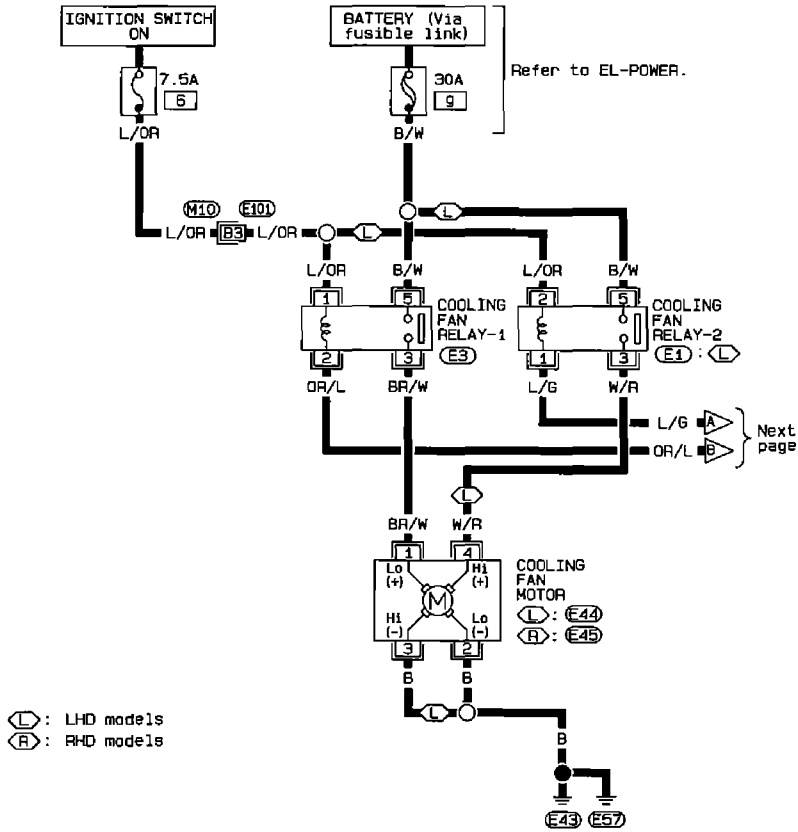 IGNITION SWITCH
ON
BATTERY (Via
fusible link)
Refer to EL-POWER.
7.5A
6
30A
g
L/OR
B/W
M10
E101
L
L/OR
B3
L/OR
L
L/OR
B/W
L/OR
B/W
1
5
COOLING
FAN
RELAY-1
E3
2
5
COOLING
FAN
RELAY-2
E1 : L
2
3
1
3
OR/L
BR/W
L/G
W/R
L/G
A
OR/L
B
Next
page
L
BR/W
W/R
1
4
Lo
(+)
Hi
(+)
M
Hi
(-)
Lo
(-)
3
2
COOLING
FAN
MOTOR
L : E44
R : E45
B
B
L
B
L : LHD models
R : RHD models
E43
E57